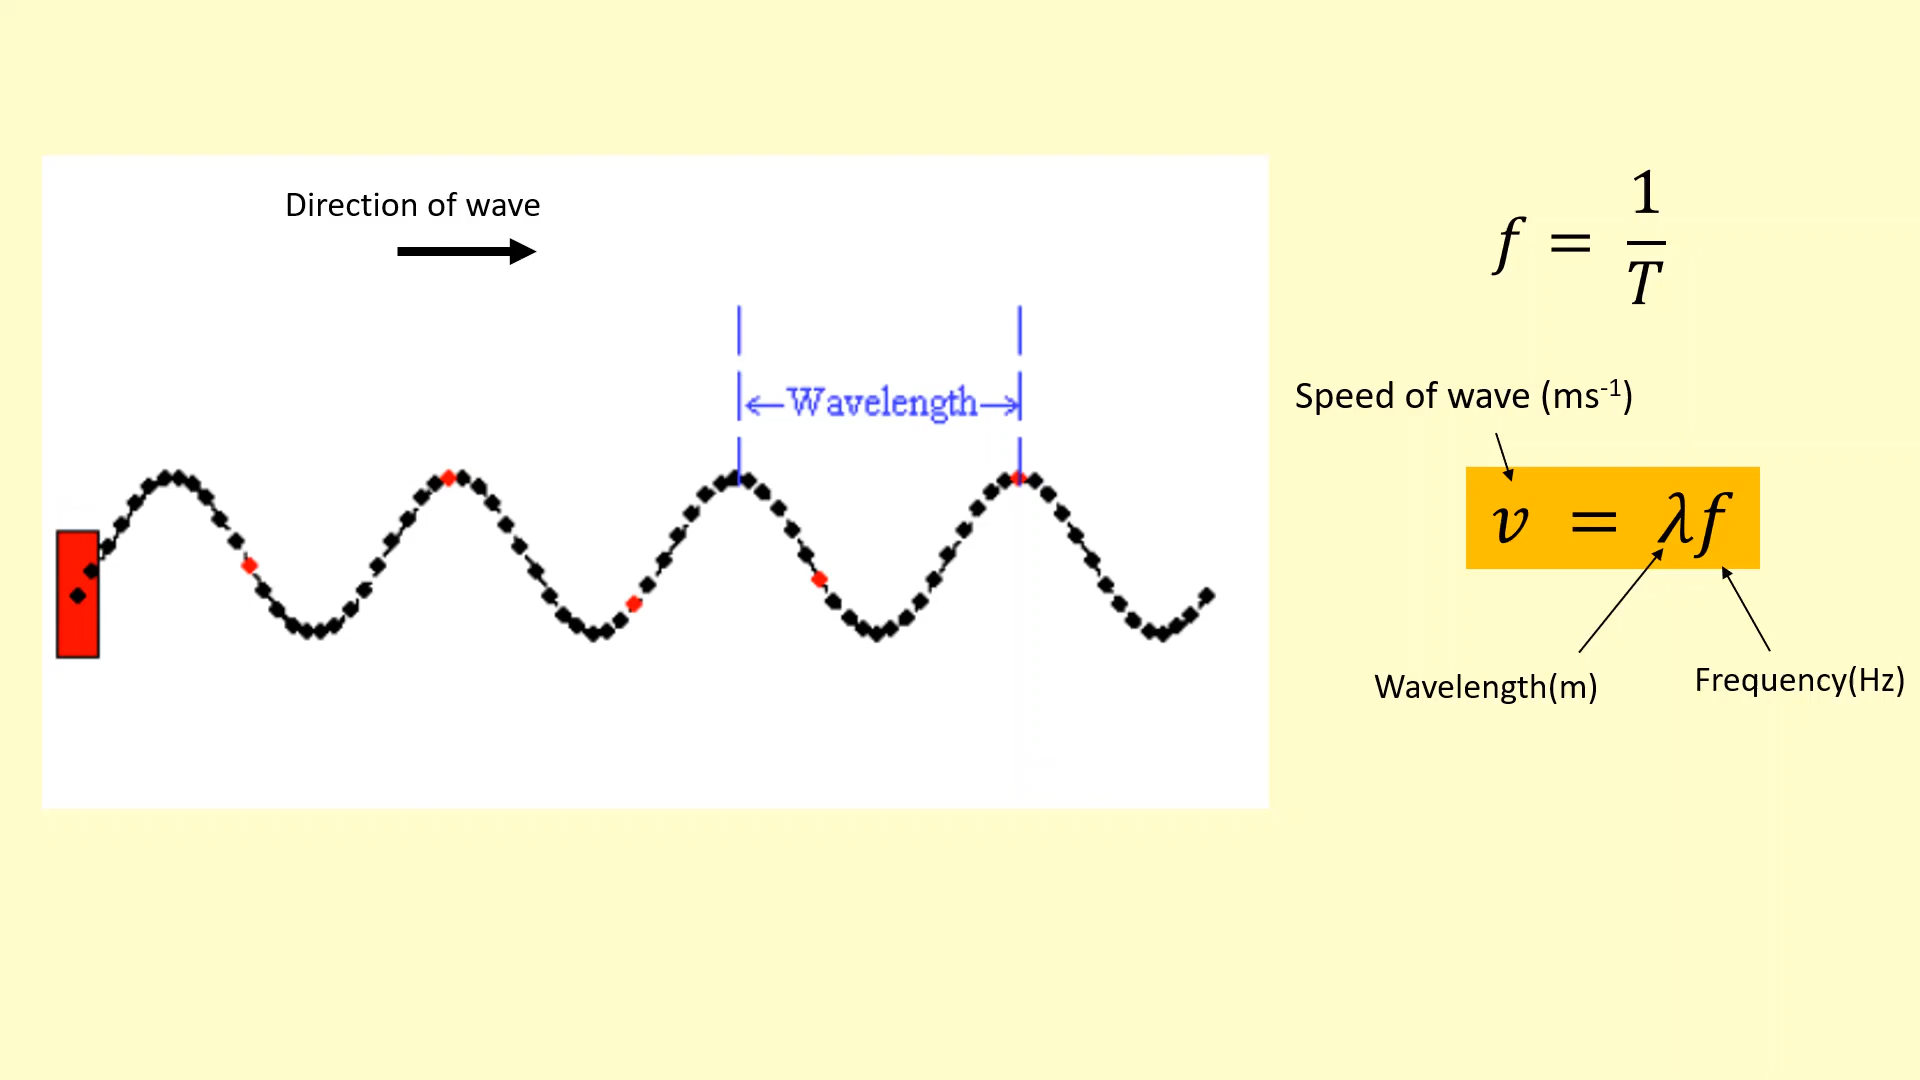 Direction of wave
Wavelength
f = 1/T
Speed of wave (ms⁻¹)
v = λf
Wavelength(m)
Frequency(Hz)